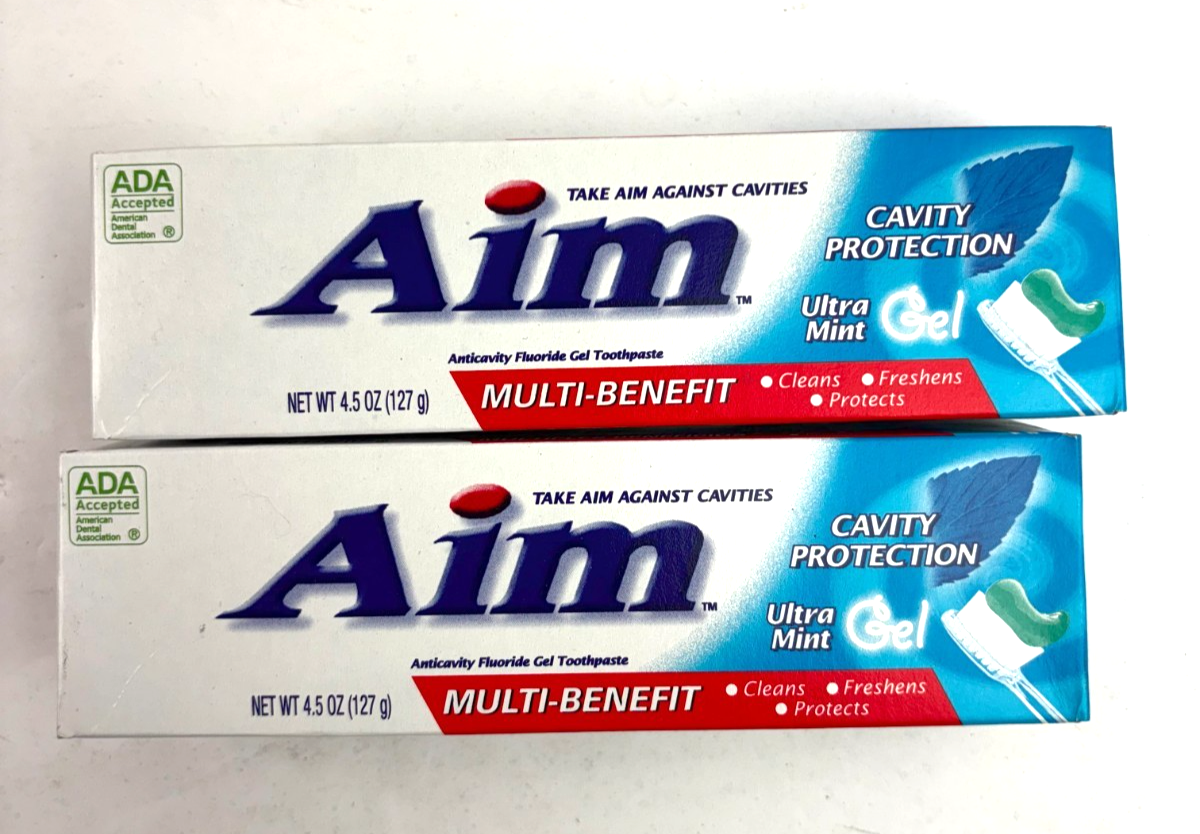 ADA
Accepted
American
Dental
Association ®
TAKE AIM AGAINST CAVITIES
Aim™
CAVITY
PROTECTION
Ultra
Mint
Gel
Anticavity Fluoride Gel Toothpaste
NET WT 4.5 OZ (127 g)
MULTI-BENEFIT
• Cleans • Freshens
• Protects
ADA
Accepted
American
Dental
Association ®
TAKE AIM AGAINST CAVITIES
Aim™
CAVITY
PROTECTION
Ultra
Mint
Gel
Anticavity Fluoride Gel Toothpaste
NET WT 4.5 OZ (127 g)
MULTI-BENEFIT
• Cleans • Freshens
• Protects